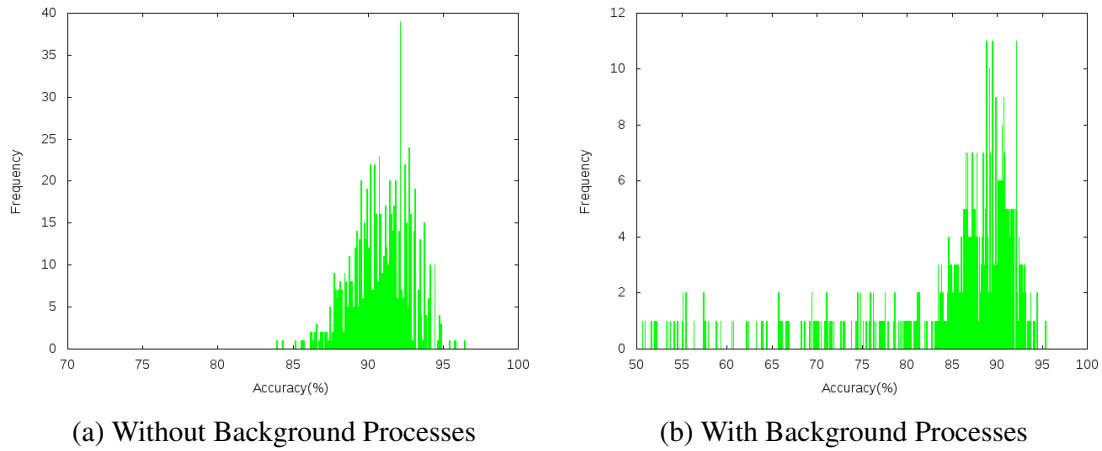 40
35
30
25
20
15
10
5
0
Frequency
70 75 80 85 90 95 100
Accuracy(%)
(a) Without Background Processes
12
10
8
6
4
2
0
Frequency
50 55 60 65 70 75 80 85 90 95 100
Accuracy(%)
(b) With Background Processes